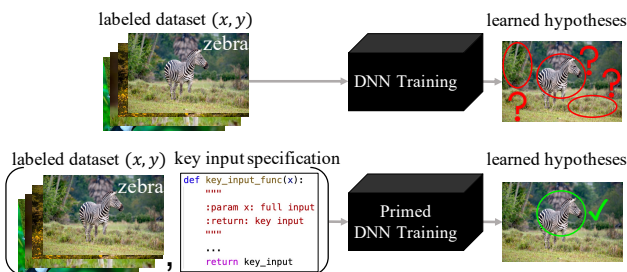 labeled dataset (x, y)
learned hypotheses
zebra
DNN Training
?
?
?
labeled dataset (x, y)
key input specification
learned hypotheses
zebra
,
def key_input_func(x):
"""
:param x: full input
:return: key input
"""
...
return key_input
Primed
DNN Training
✓